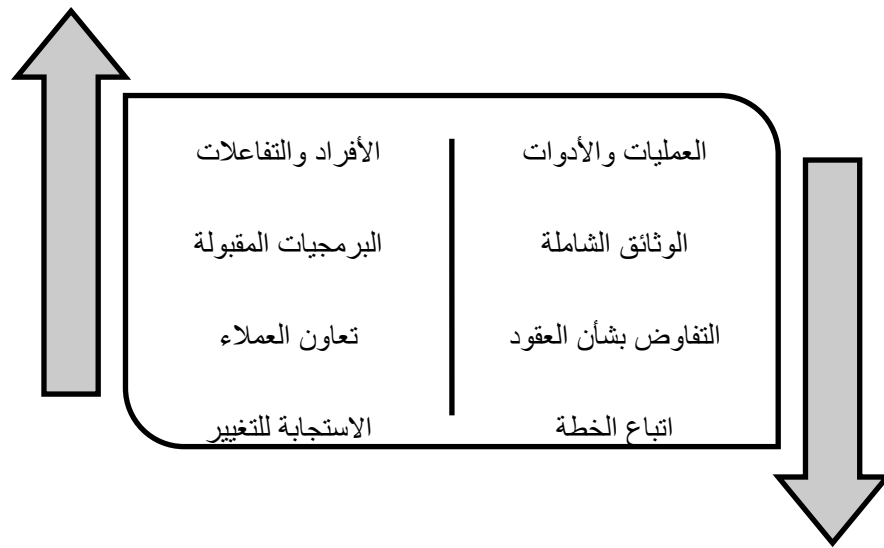 العمليات والأدوات
الأفراد والتفاعلات
الوثائق الشاملة
البرمجيات المقبولة
التفاوض بشأن العقود
تعاون العملاء
اتباع الخطة
الاستجابة للتغيير